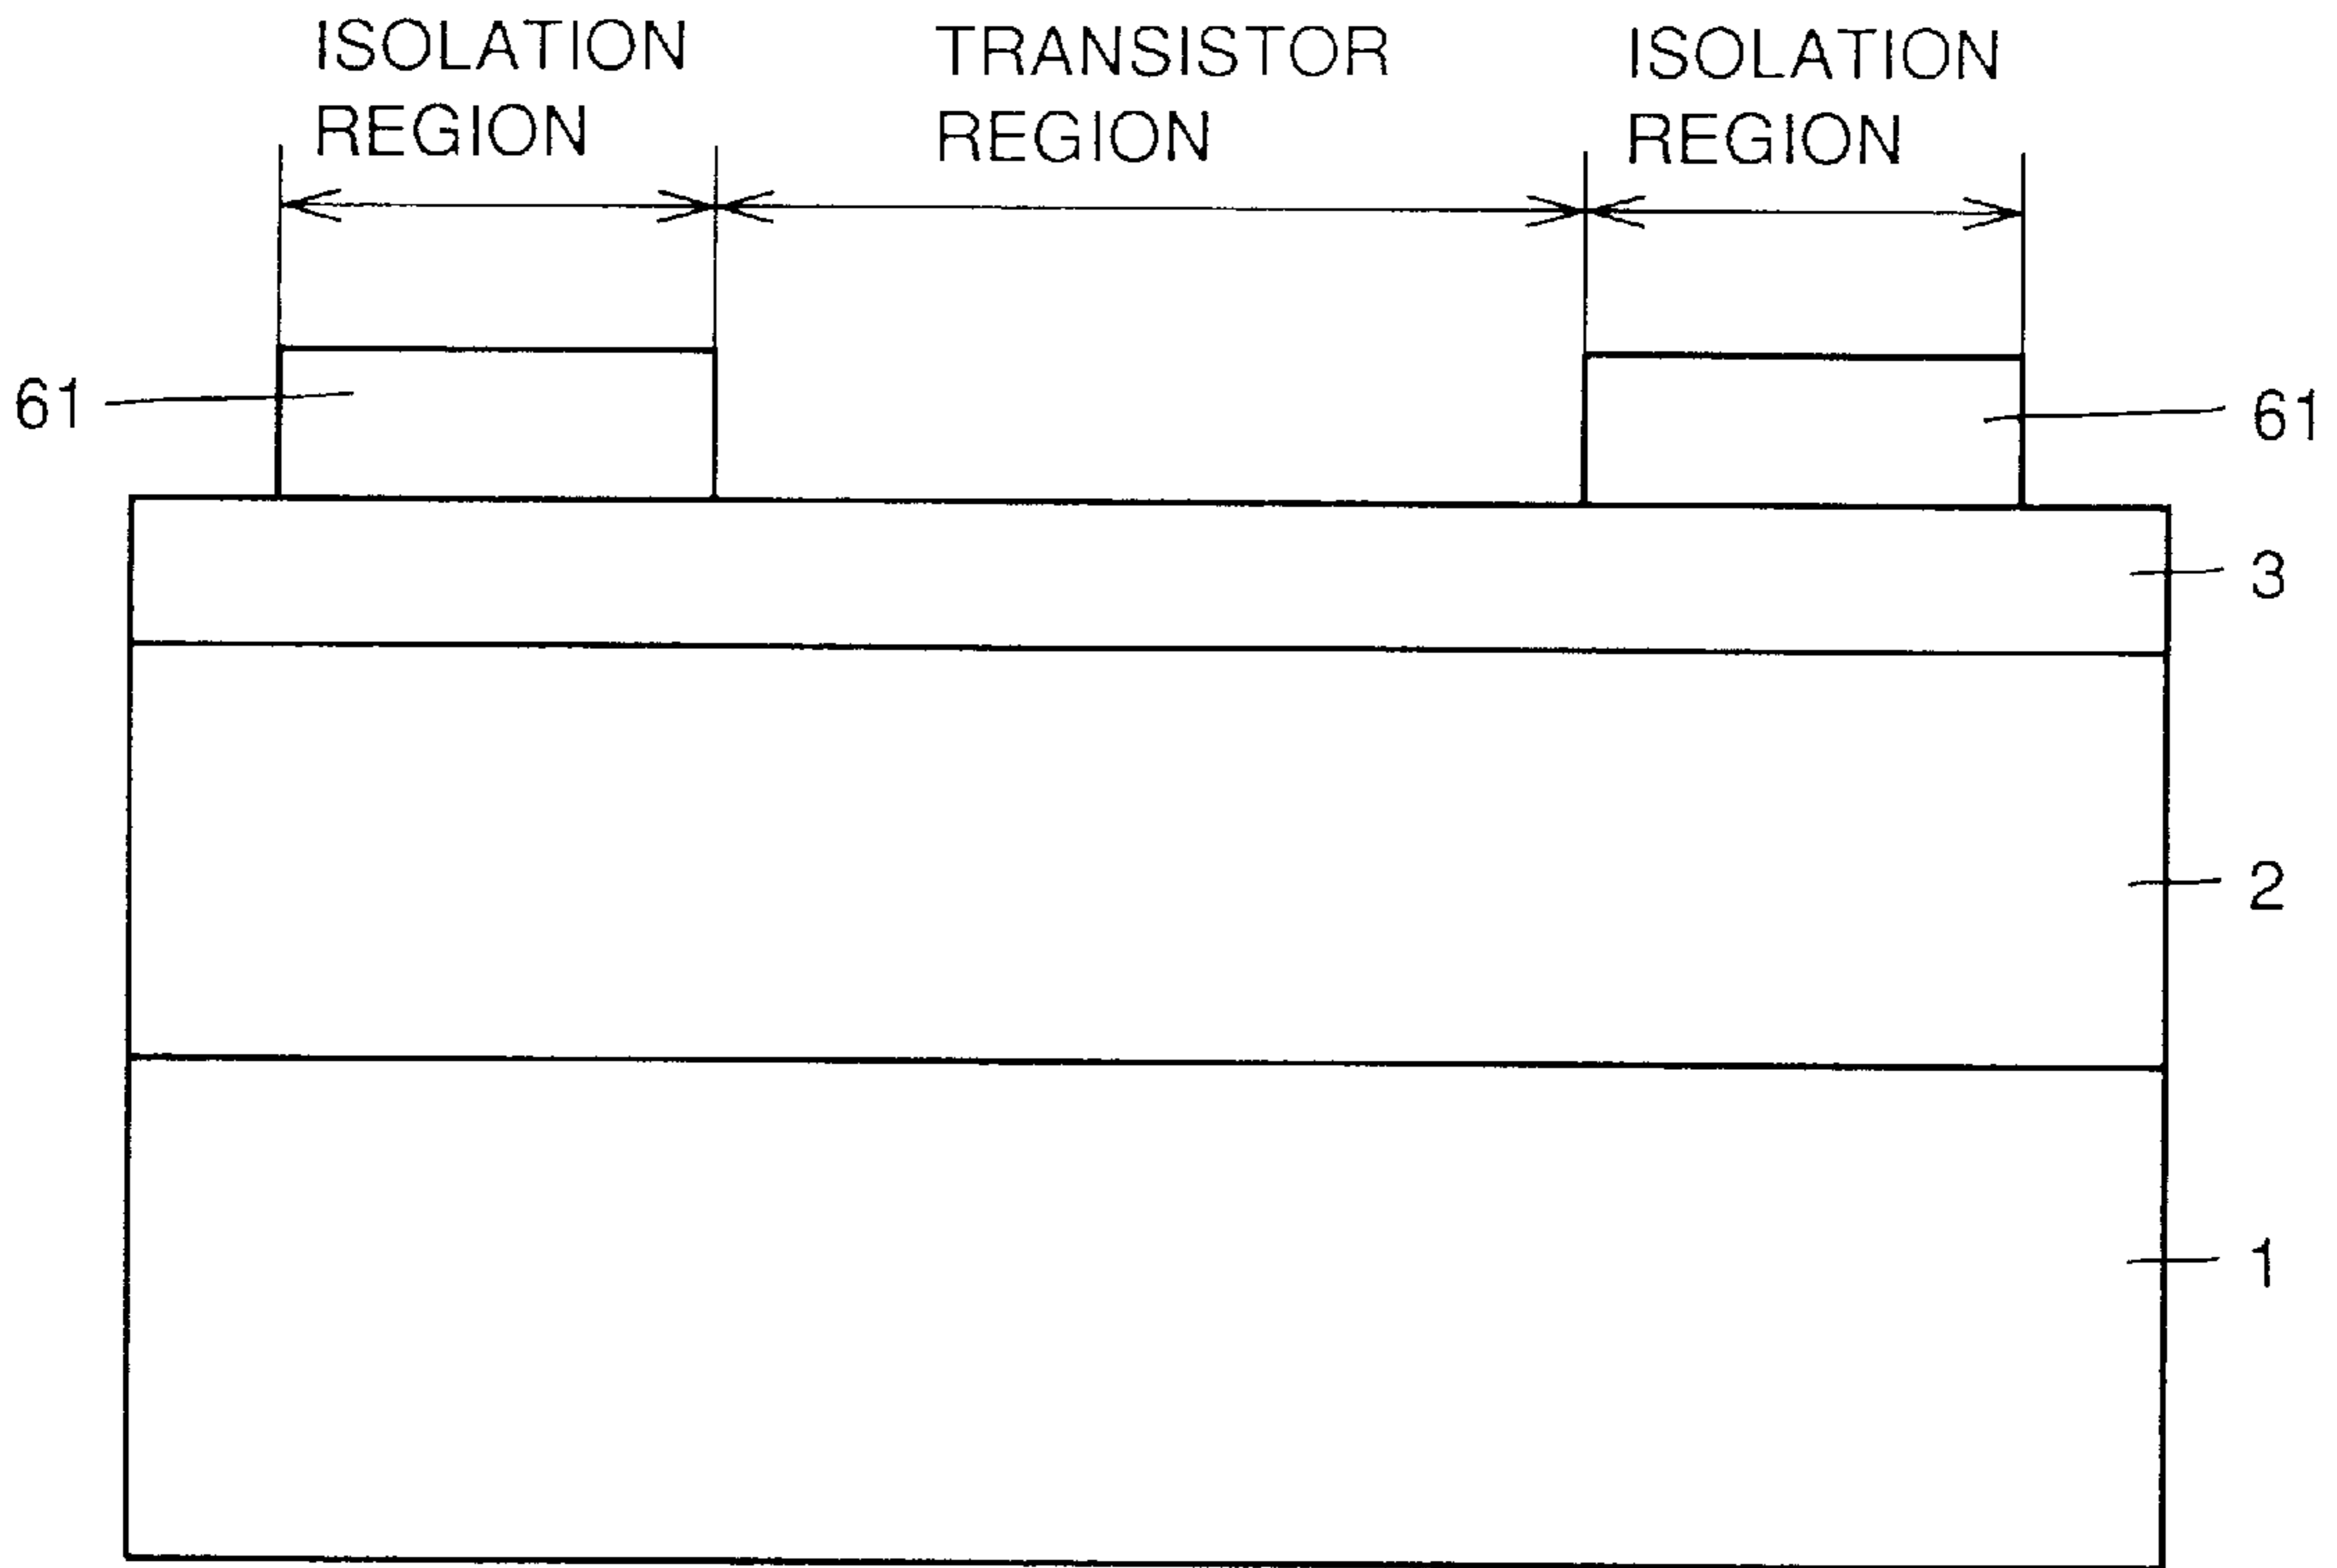 ISOLATION
REGION
TRANSISTOR
REGION
ISOLATION
REGION
61
61
3
2
1